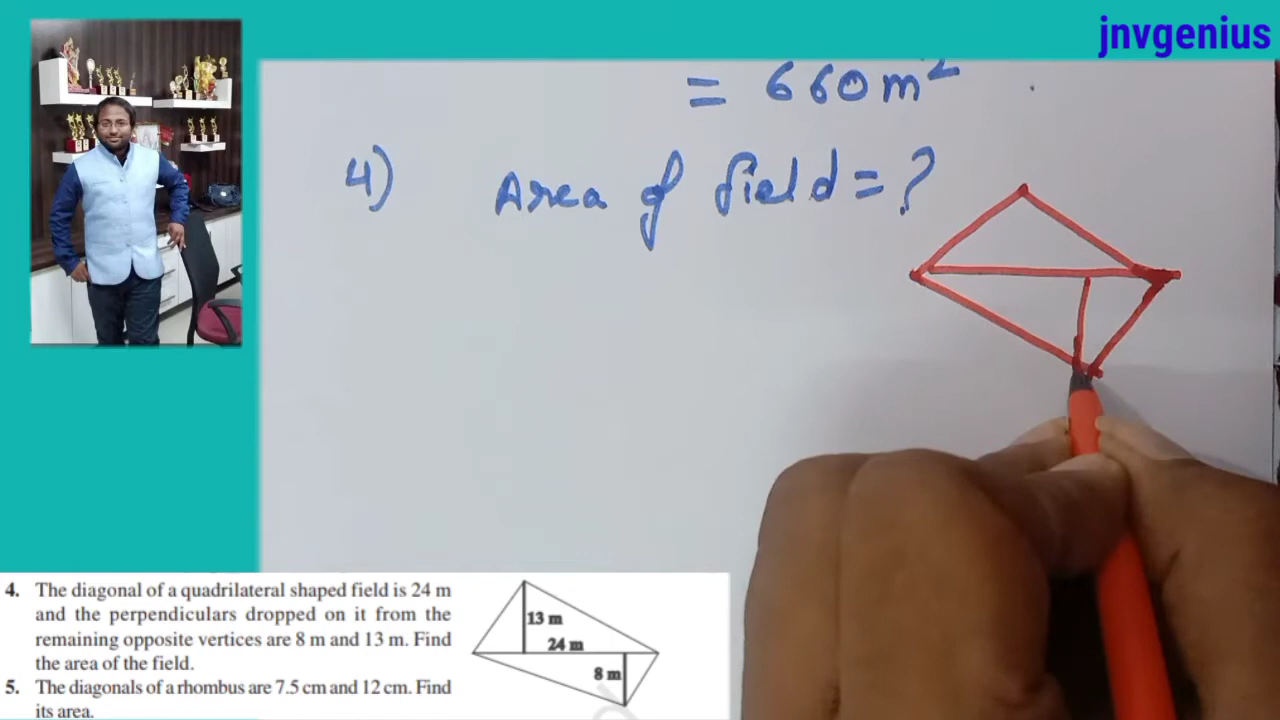 jnvgenius
= 660m²
4) Area of field = ?
4. The diagonal of a quadrilateral shaped field is 24 m
and the perpendiculars dropped on it from the
remaining opposite vertices are 8 m and 13 m. Find
the area of the field.
13 m
24 m
8 m
5. The diagonals of a rhombus are 7.5 cm and 12 cm. Find
its area.